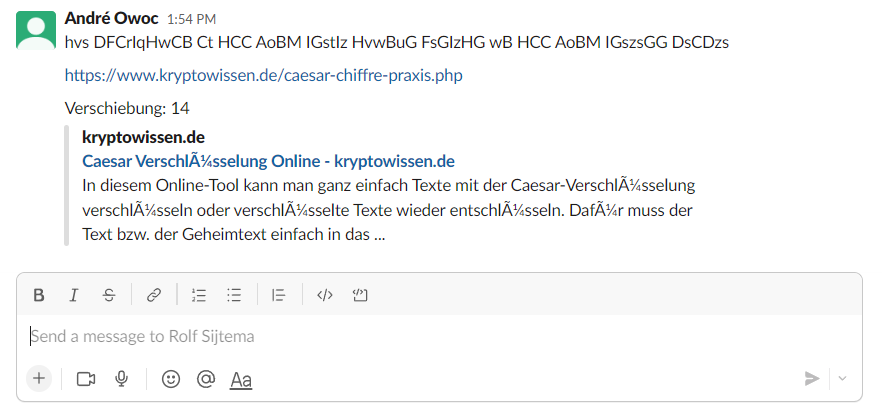 André Owoc 1:54 PM
hvs DFCrIqHwCB Ct HCC AoBM IGstIz HvwBuG FsGIzHG wB HCC AoBM IGszsGG DsCDzs
https://www.kryptowissen.de/caesar-chiffre-praxis.php
Verschiebung: 14
kryptowissen.de
Caesar VerschlÃ¼sselung Online - kryptowissen.de
In diesem Online-Tool kann man ganz einfach Texte mit der Caesar-VerschlÃ¼sselung
verschlÃ¼sseln oder verschlÃ¼sselte Texte wieder entschlÃ¼sseln. DafÃ¼r muss der
Text bzw. der Geheimtext einfach in das ...
B I S
Send a message to Rolf Sijtema
Aa